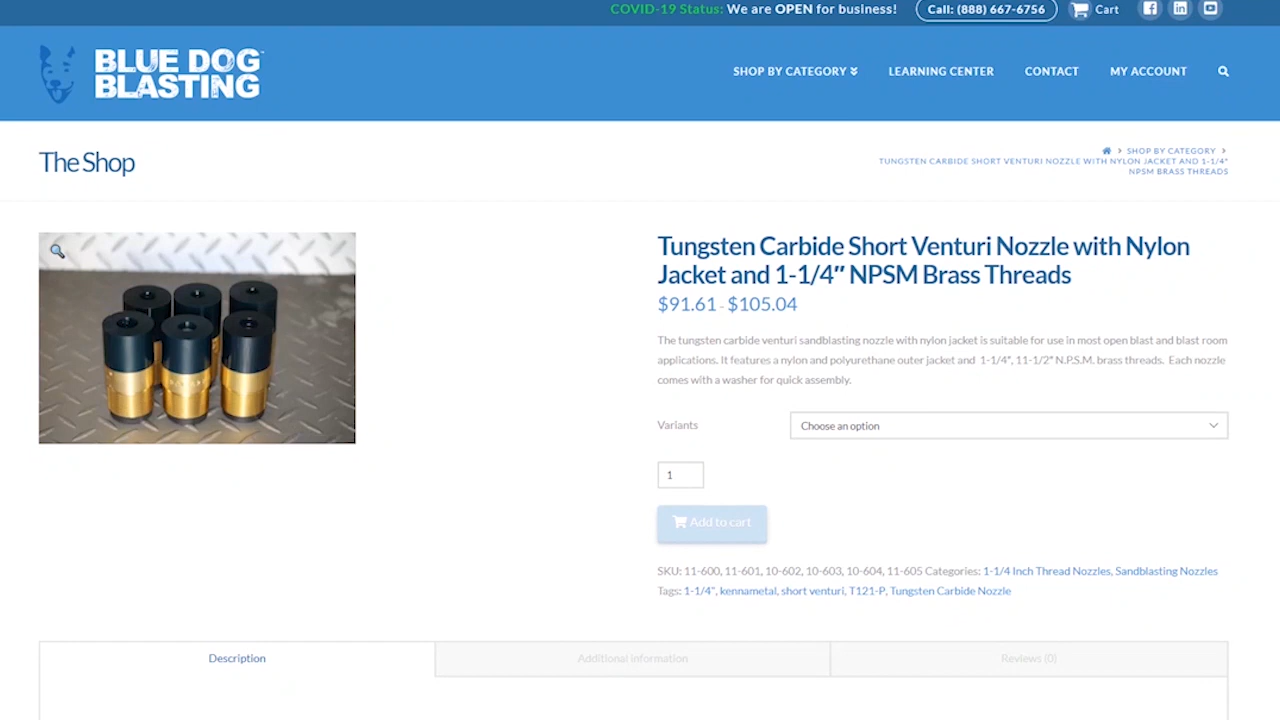 COVID-19 Status: We are OPEN for business!
Call: (888) 667-6756
Cart
BLUE DOG
BLASTING
SHOP BY CATEGORY
LEARNING CENTER
CONTACT
MY ACCOUNT
The Shop
SHOP BY CATEGORY
TUNGSTEN CARBIDE SHORT VENTURI NOZZLE WITH NYLON JACKET AND 1-1/4″
NPSM BRASS THREADS
Tungsten Carbide Short Venturi Nozzle with Nylon
Jacket and 1-1/4″ NPSM Brass Threads
$91.61 - $105.04
The tungsten carbide venturi sandblasting nozzle with nylon jacket is suitable for use in most open blast and blast room
applications. It features a nylon and polyurethane outer jacket and 1-1/4″, 11-1/2″ N.P.S.M. brass threads. Each nozzle
comes with a washer for quick assembly.
Variants
Choose an option
1
Add to cart
SKU: 11-600, 11-601, 10-602, 10-603, 10-604, 11-605 Categories: 1-1/4 Inch Thread Nozzles, Sandblasting Nozzles
Tags: 1-1/4", kennametal, short venturi, T121-P, Tungsten Carbide Nozzle
Description
Additional information
Reviews (0)